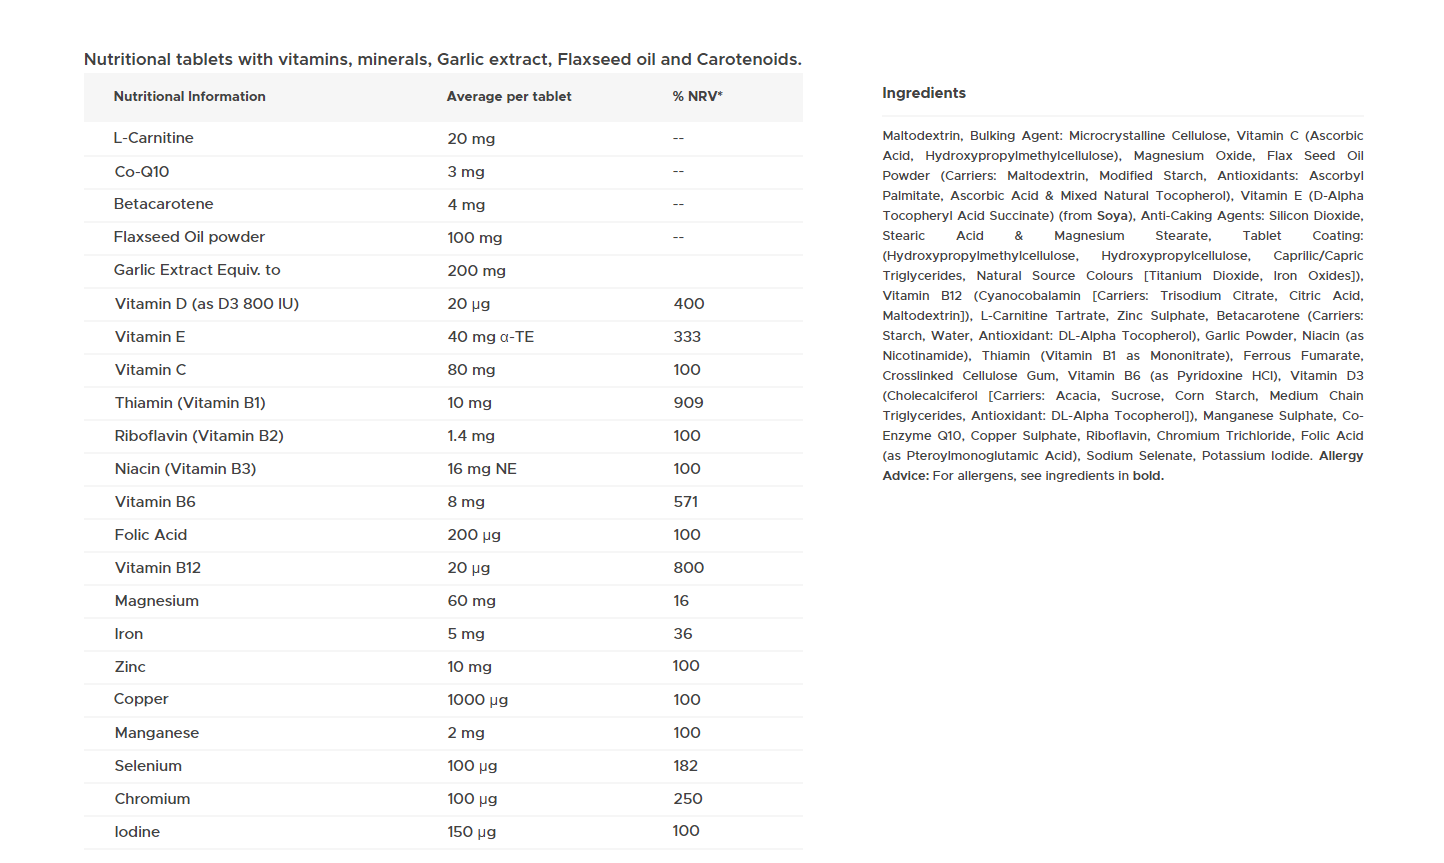 Nutritional tablets with vitamins, minerals, Garlic extract, Flaxseed oil and Carotenoids.
Nutritional Information Average per tablet % NRV*
L-Carnitine 20 mg --
Co-Q10 3 mg --
Betacarotene 4 mg --
Flaxseed Oil powder 100 mg --
Garlic Extract Equiv. to 200 mg
Vitamin D (as D3 800 IU) 20 µg 400
Vitamin E 40 mg α-TE 333
Vitamin C 80 mg 100
Thiamin (Vitamin B1) 10 mg 909
Riboflavin (Vitamin B2) 1.4 mg 100
Niacin (Vitamin B3) 16 mg NE 100
Vitamin B6 8 mg 571
Folic Acid 200 µg 100
Vitamin B12 20 µg 800
Magnesium 60 mg 16
Iron 5 mg 36
Zinc 10 mg 100
Copper 1000 µg 100
Manganese 2 mg 100
Selenium 100 µg 182
Chromium 100 µg 250
Iodine 150 µg 100
Ingredients
Maltodextrin, Bulking Agent: Microcrystalline Cellulose, Vitamin C (Ascorbic
Acid, Hydroxypropylmethylcellulose), Magnesium Oxide, Flax Seed Oil
Powder (Carriers: Maltodextrin, Modified Starch, Antioxidants: Ascorbyl
Palmitate, Ascorbic Acid & Mixed Natural Tocopherol), Vitamin E (D-Alpha
Tocopheryl Acid Succinate) (from Soya), Anti-Caking Agents: Silicon Dioxide,
Stearic Acid & Magnesium Stearate, Tablet Coating:
(Hydroxypropylmethylcellulose, Hydroxypropylcellulose, Caprilic/Capric
Triglycerides, Natural Source Colours [Titanium Dioxide, Iron Oxides]),
Vitamin B12 (Cyanocobalamin [Carriers: Trisodium Citrate, Citric Acid,
Maltodextrin]), L-Carnitine Tartrate, Zinc Sulphate, Betacarotene (Carriers:
Starch, Water, Antioxidant: DL-Alpha Tocopherol), Garlic Powder, Niacin (as
Nicotinamide), Thiamin (Vitamin B1 as Mononitrate), Ferrous Fumarate,
Crosslinked Cellulose Gum, Vitamin B6 (as Pyridoxine HCl), Vitamin D3
(Cholecalciferol [Carriers: Acacia, Sucrose, Corn Starch, Medium Chain
Triglycerides, Antioxidant: DL-Alpha Tocopherol]), Manganese Sulphate, Co-
Enzyme Q10, Copper Sulphate, Riboflavin, Chromium Trichloride, Folic Acid
(as Pteroylmonoglutamic Acid), Sodium Selenate, Potassium Iodide. Allergy
Advice: For allergens, see ingredients in bold.